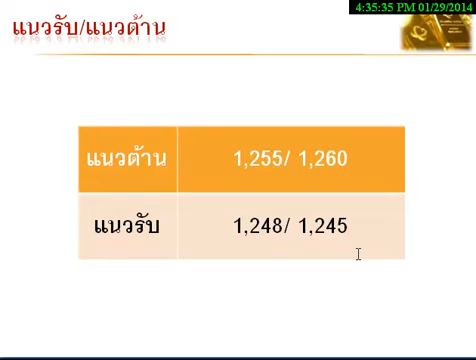 4:35:35 PM 01/29/2014
แนวรับ/แนวต้าน
แนวต้าน 1,255/ 1,260
แนวรับ 1,248/ 1,245